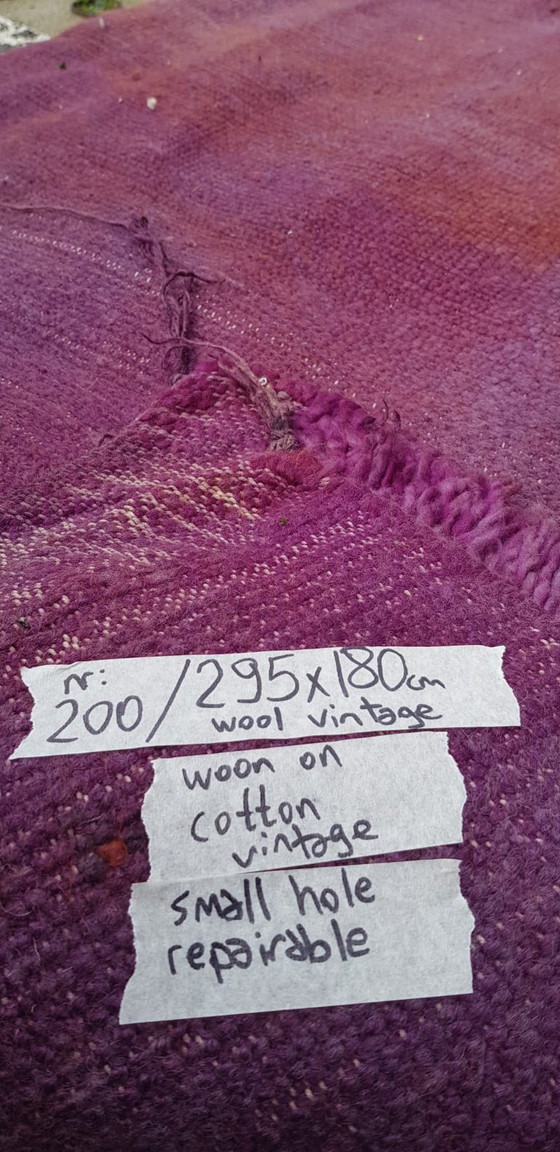 Nr:
200/295x180cm
wool vintage
woon on
cotton
vintage
small hole
repairable